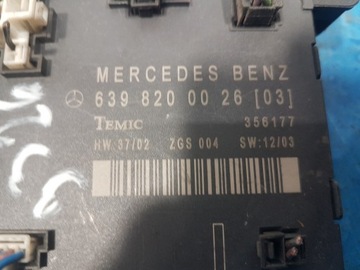 MERCEDES BENZ
639 820 00 26 [03]
TEMIC 356177
HW:37/02 ZGS 004 SW:12/03